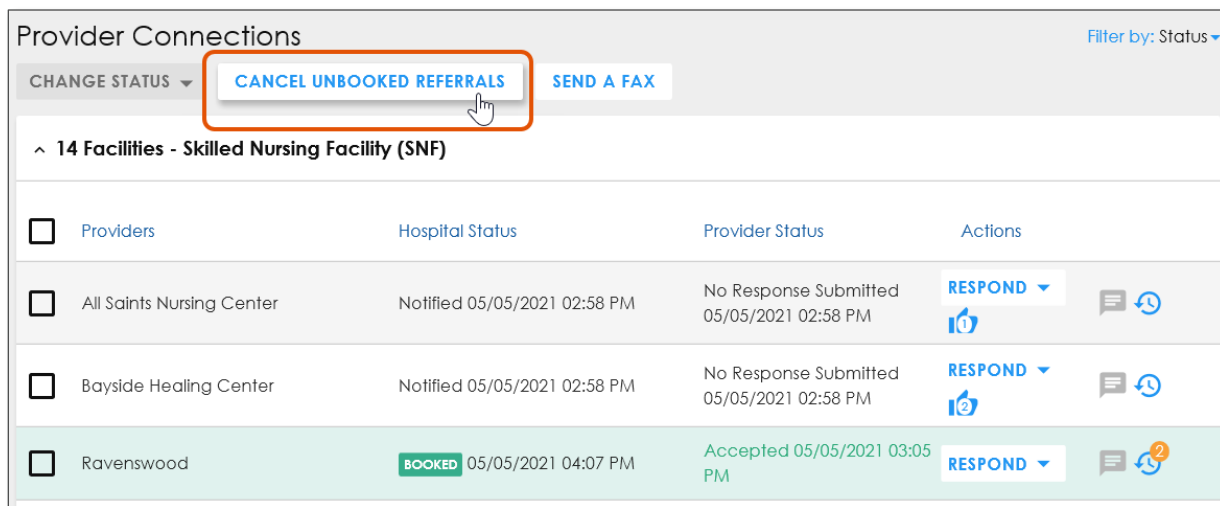 Provider Connections
Filter by: Status
CHANGE STATUS
CANCEL UNBOOKED REFERRALS
SEND A FAX
14 Facilities - Skilled Nursing Facility (SNF)
Providers
Hospital Status
Provider Status
Actions
All Saints Nursing Center
Notified 05/05/2021 02:58 PM
No Response Submitted
05/05/2021 02:58 PM
RESPOND
1
Bayside Healing Center
Notified 05/05/2021 02:58 PM
No Response Submitted
05/05/2021 02:58 PM
RESPOND
2
Ravenswood
BOOKED 05/05/2021 04:07 PM
Accepted 05/05/2021 03:05
PM
RESPOND
2